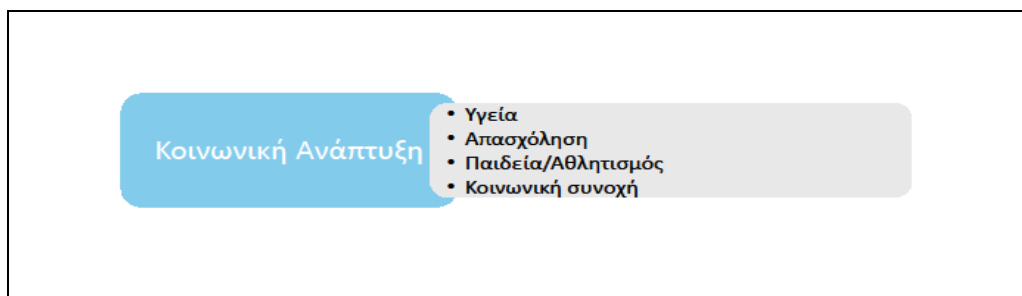 Κοινωνική Ανάπτυξη
• Υγεία
• Απασχόληση
• Παιδεία/Αθλητισμός
• Κοινωνική συνοχή